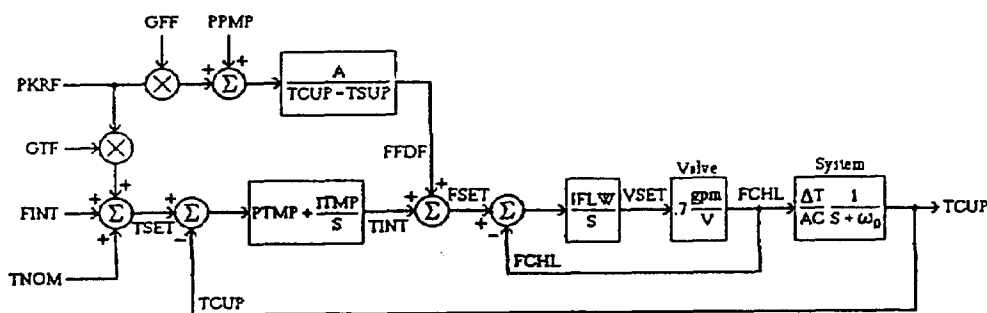 GFF PPMP
PKRF
A
TCUP - TSUP
GTF
FFDF
Valve System
FINT
TSET
PTMP + ITMP
S
TINT
FSET
IFLW
S
VSET
.7 gpm
V
FCHL
ΔT 1
AC S + ω₀
TCUP
TNOM
TCUP
FCHL